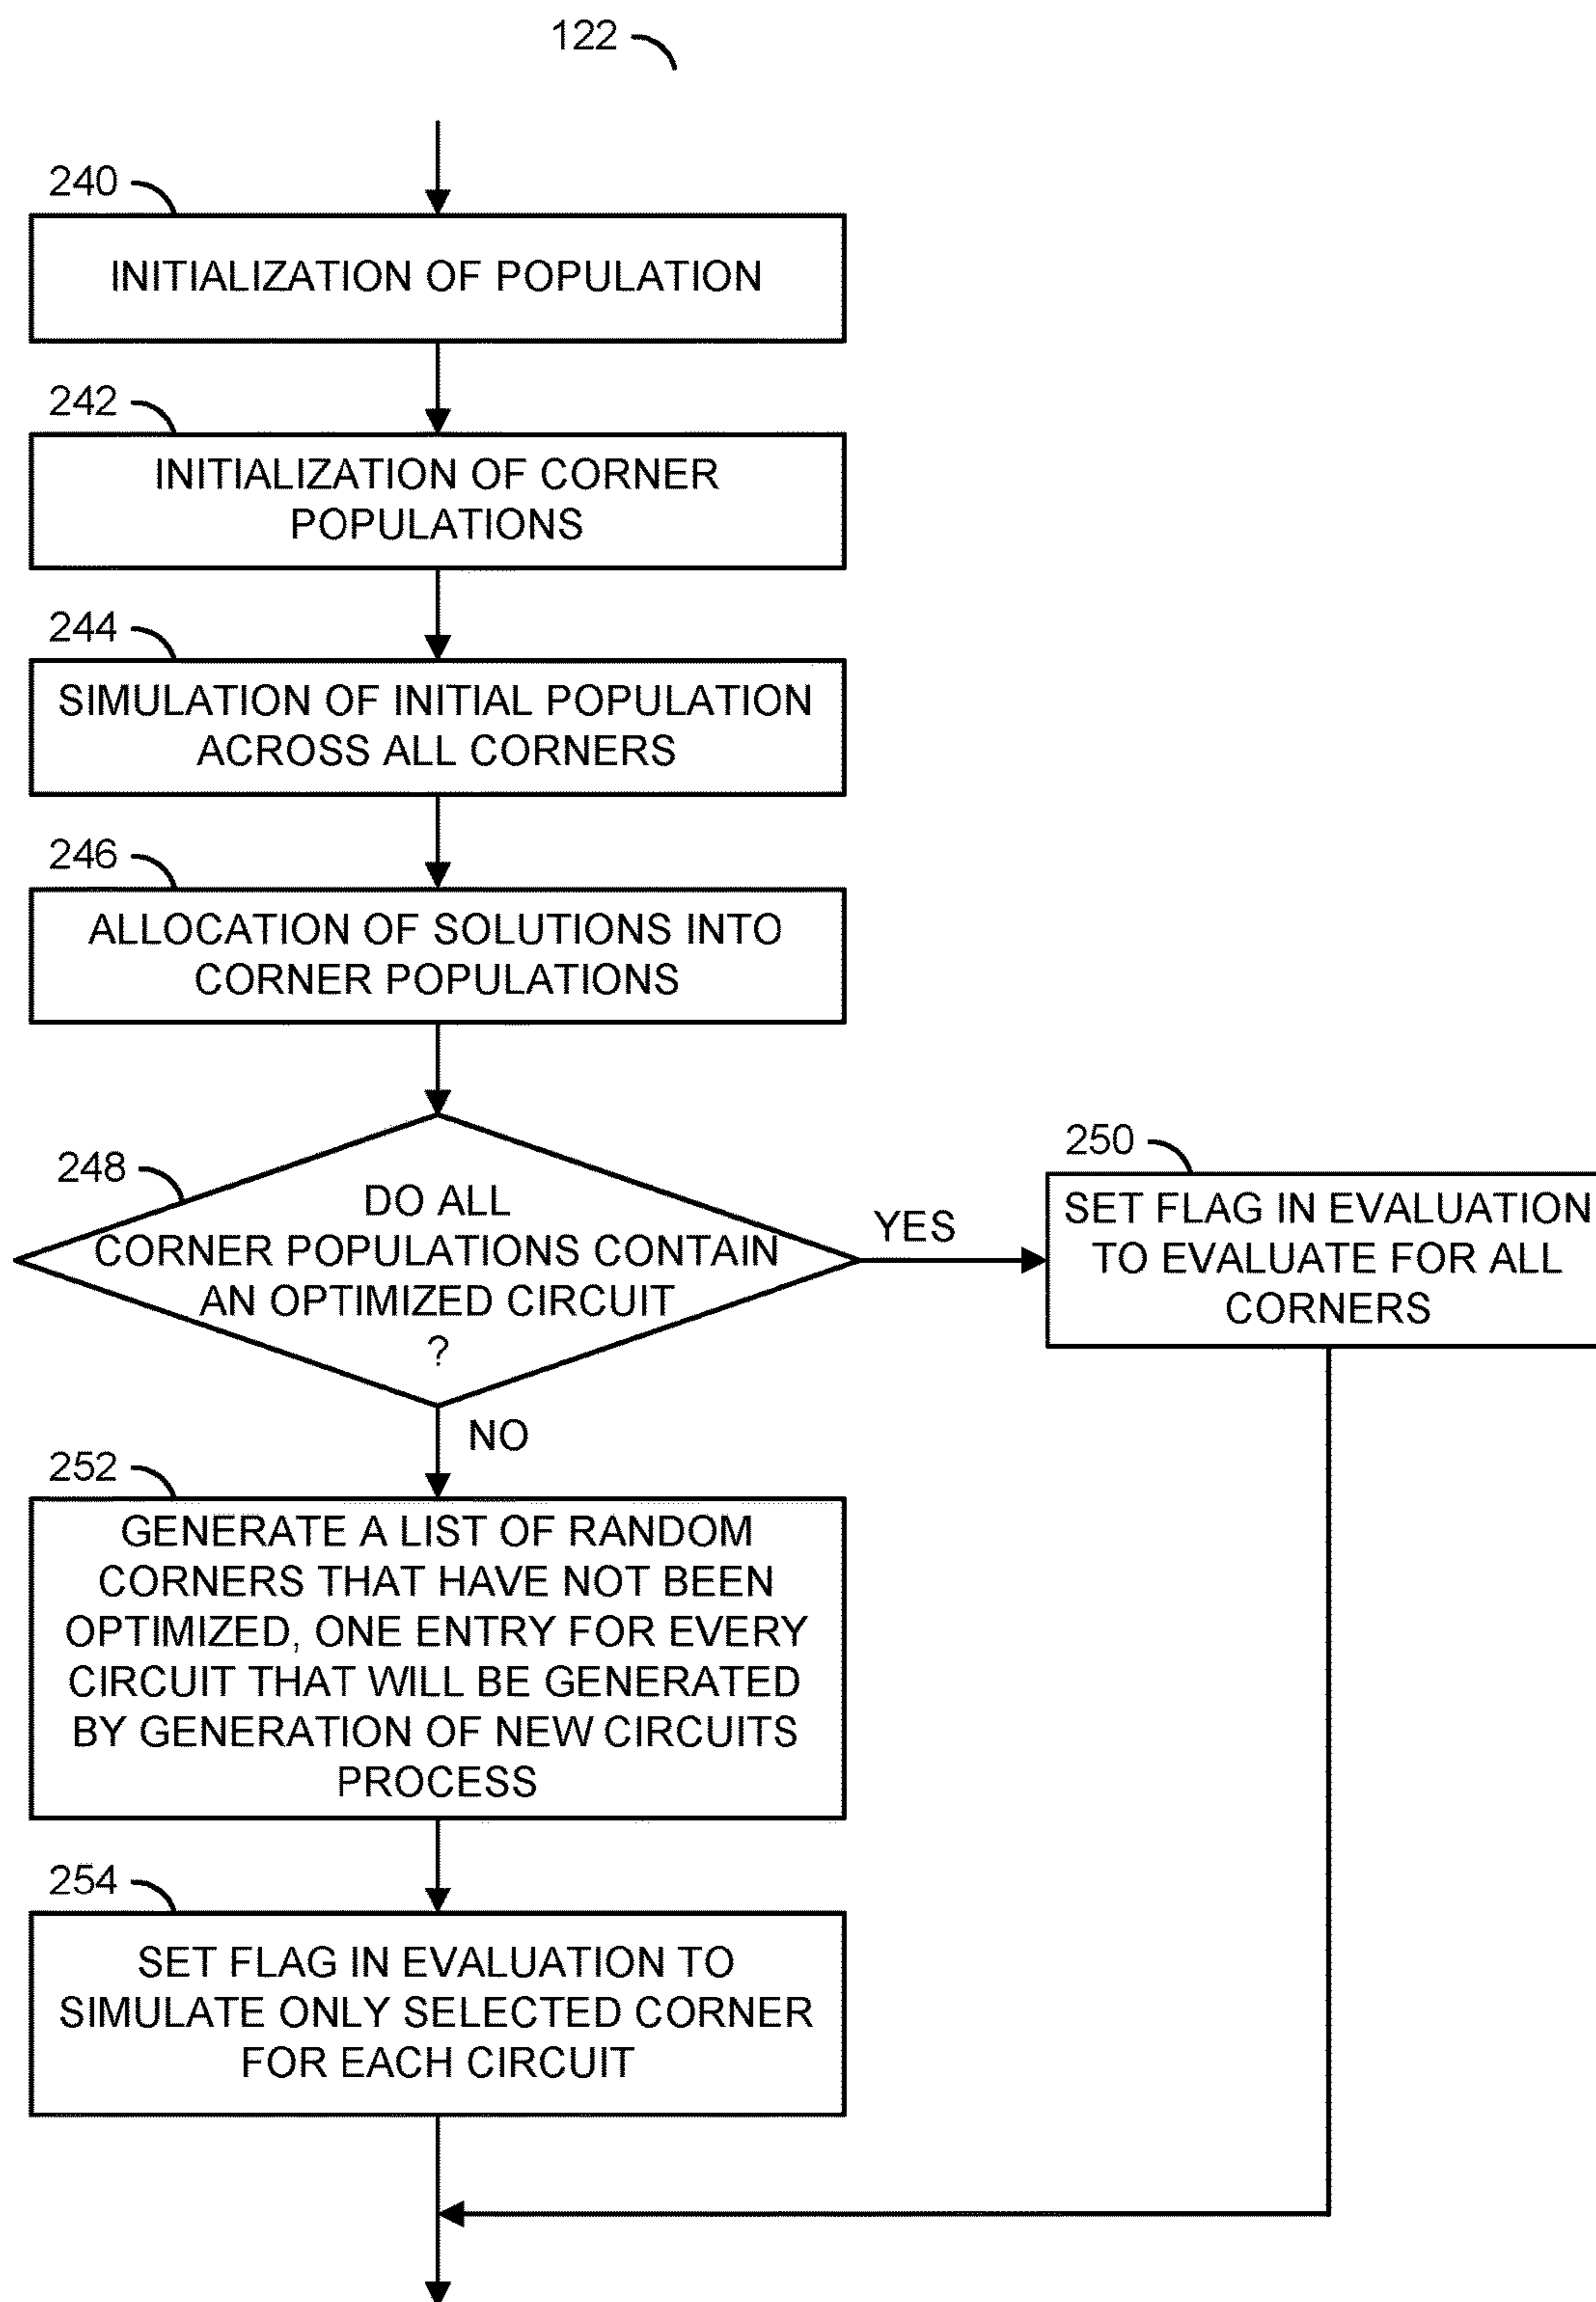 122
240
INITIALIZATION OF POPULATION
242
INITIALIZATION OF CORNER
POPULATIONS
244
SIMULATION OF INITIAL POPULATION
ACROSS ALL CORNERS
246
ALLOCATION OF SOLUTIONS INTO
CORNER POPULATIONS
248
DO ALL
CORNER POPULATIONS CONTAIN
AN OPTIMIZED CIRCUIT
?
YES
250
SET FLAG IN EVALUATION
TO EVALUATE FOR ALL
CORNERS
NO
252
GENERATE A LIST OF RANDOM
CORNERS THAT HAVE NOT BEEN
OPTIMIZED, ONE ENTRY FOR EVERY
CIRCUIT THAT WILL BE GENERATED
BY GENERATION OF NEW CIRCUITS
PROCESS
254
SET FLAG IN EVALUATION TO
SIMULATE ONLY SELECTED CORNER
FOR EACH CIRCUIT